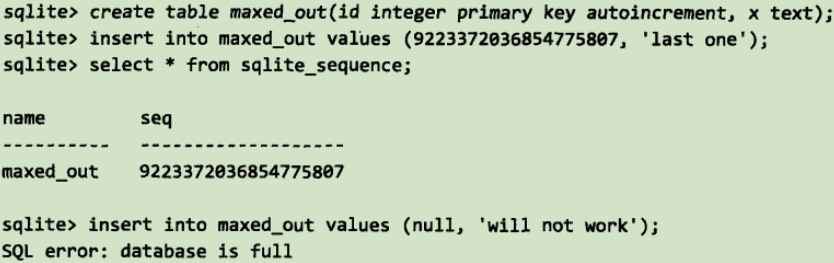 sqlite> create table maxed_out(id integer primary key autoincrement, x text);
sqlite> insert into maxed_out values (9223372036854775807, 'last one');
sqlite> select * from sqlite_sequence;
name seq
---------- -------------------
maxed_out 9223372036854775807
sqlite> insert into maxed_out values (null, 'will not work');
SQL error: database is full